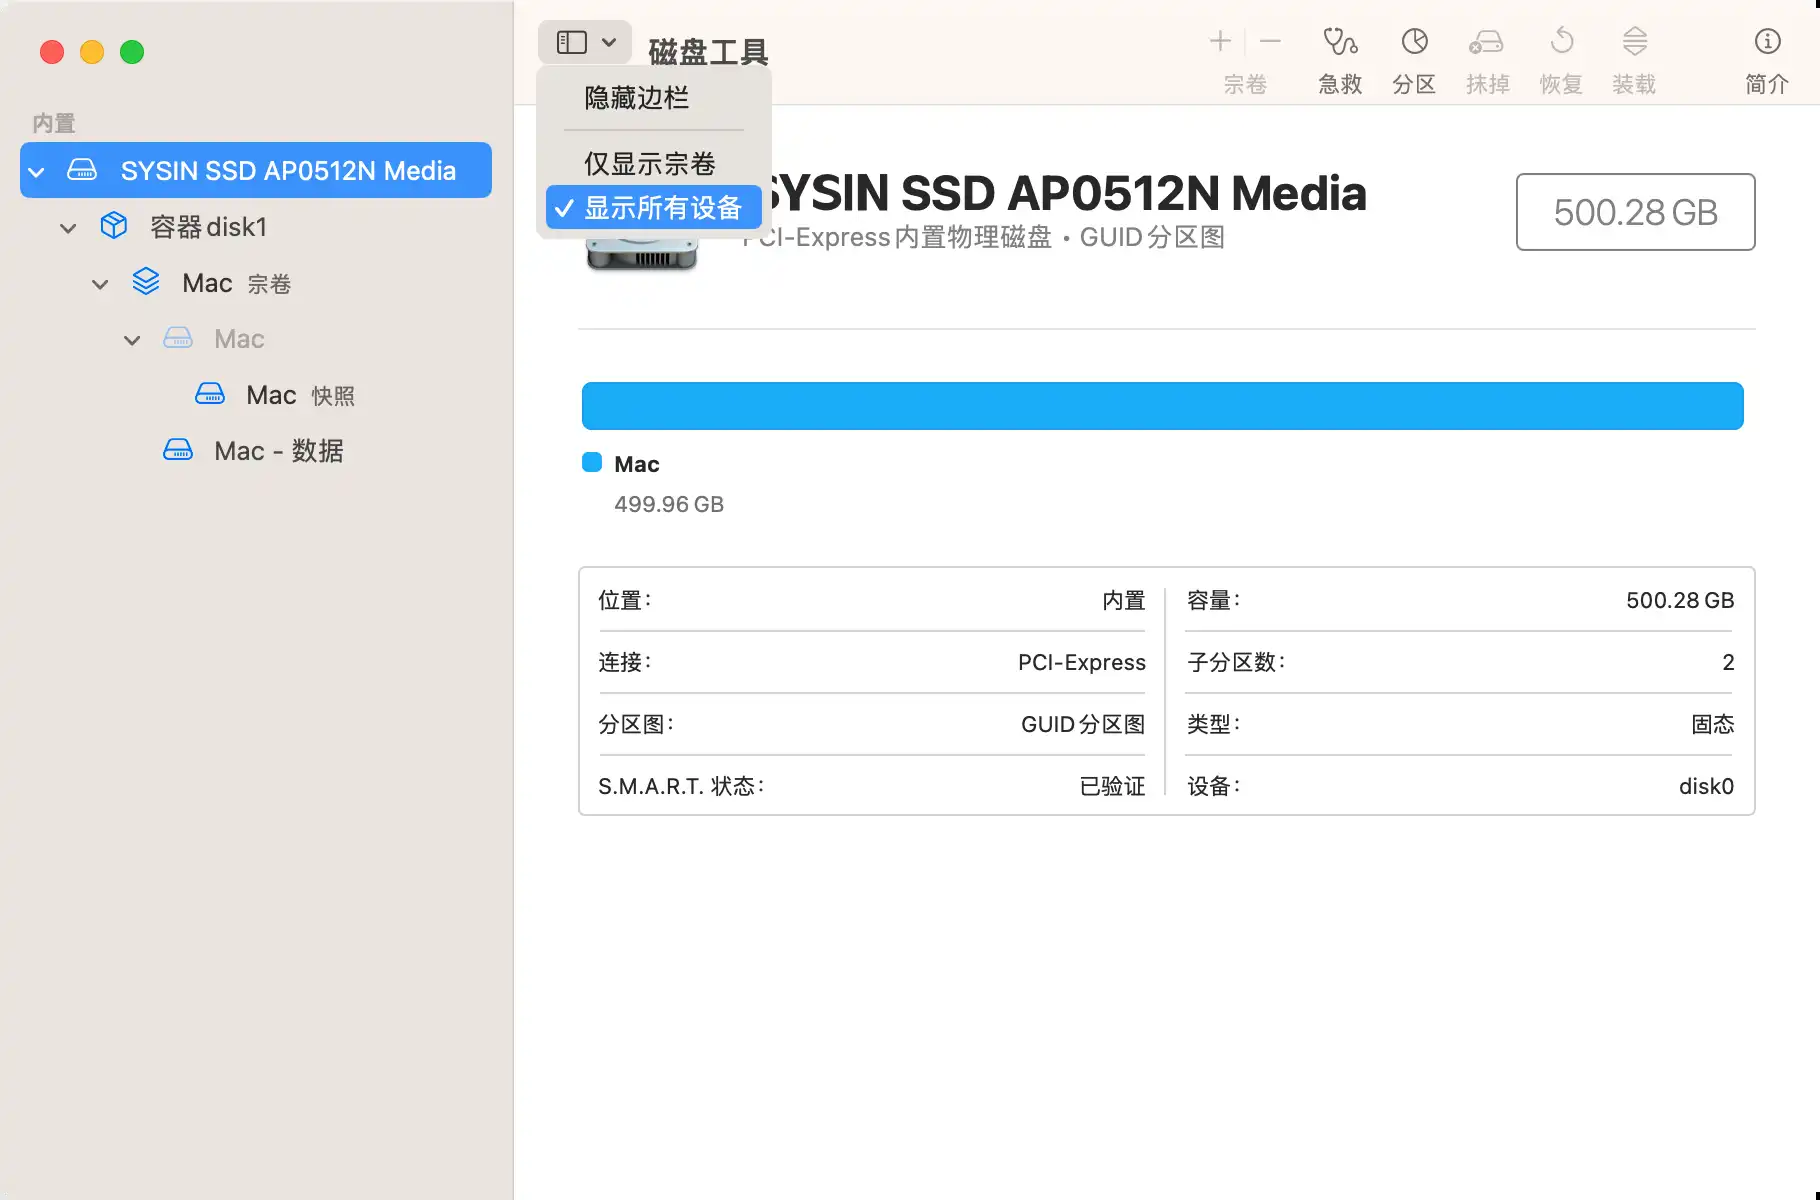 磁盘工具
宗卷
急救
分区
抹掉
恢复
装载
简介
隐藏边栏
仅显示宗卷
显示所有设备
内置
SYSIN SSD AP0512N Media
容器 disk1
Mac 宗卷
Mac
Mac 快照
Mac - 数据
SYSIN SSD AP0512N Media
PCI-Express 内置物理磁盘 • GUID 分区图
500.28 GB
Mac
499.96 GB
位置： 内置
容量： 500.28 GB
连接： PCI-Express
子分区数： 2
分区图： GUID 分区图
类型： 固态
S.M.A.R.T. 状态： 已验证
设备： disk0